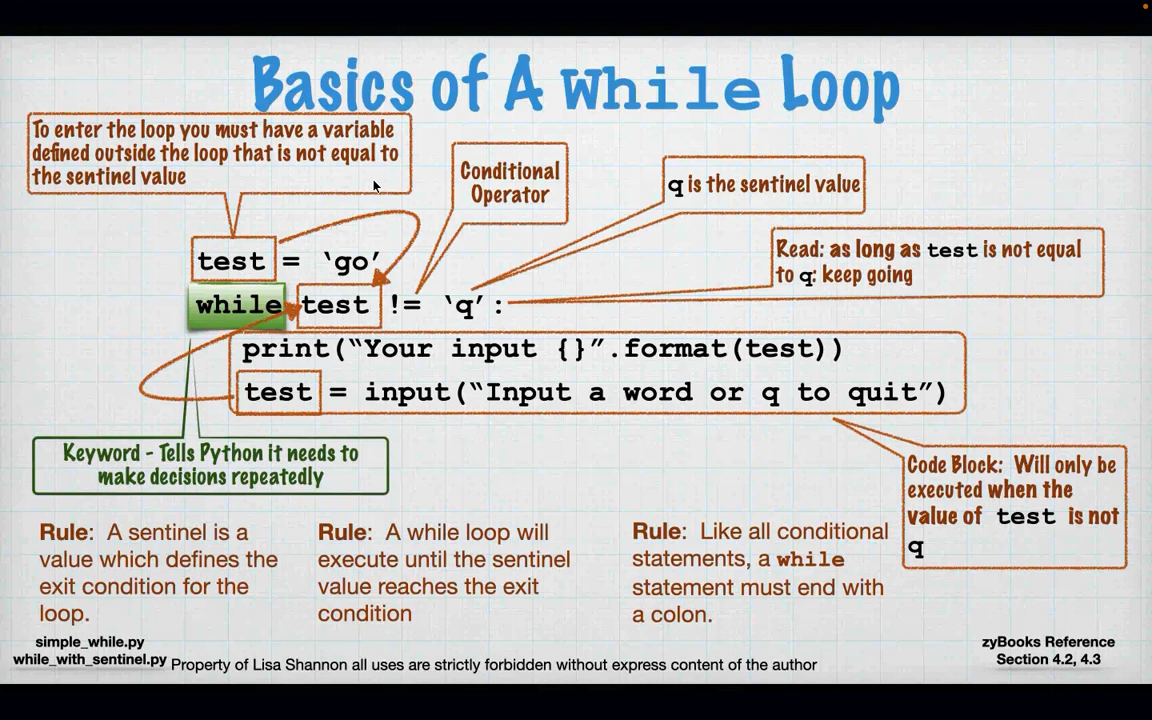 Basics of A While Loop
To enter the loop you must have a variable
defined outside the loop that is not equal to
the sentinel value
Conditional
Operator
q is the sentinel value
Read: as long as test is not equal
to q: keep going
test = ‘go’
while test != ‘q’:
print(“Your input {}”.format(test))
test = input(“Input a word or q to quit”)
Keyword - Tells Python it needs to
make decisions repeatedly
Code Block: Will only be
executed when the
value of test is not
q
Rule: A sentinel is a
value which defines the
exit condition for the
loop.
Rule: A while loop will
execute until the sentinel
value reaches the exit
condition
Rule: Like all conditional
statements, a while
statement must end with
a colon.
simple_while.py
while_with_sentinel.py
Property of Lisa Shannon all uses are strictly forbidden without express content of the author
zyBooks Reference
Section 4.2, 4.3